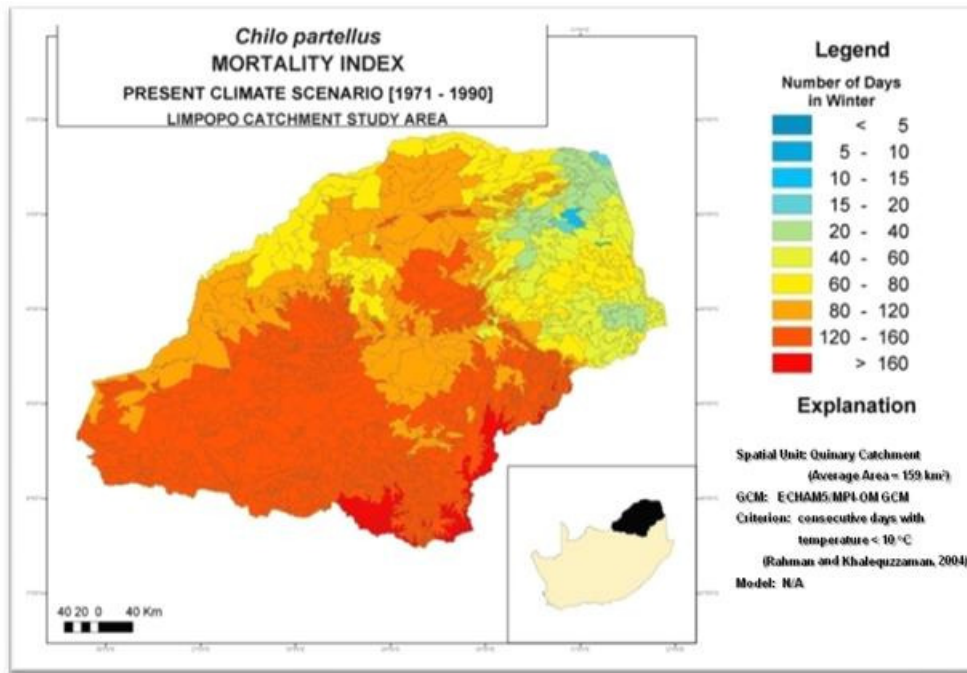 Chilo partellus
MORTALITY INDEX
PRESENT CLIMATE SCENARIO [1971 - 1990]
LIMPOPO CATCHMENT STUDY AREA
Legend
Number of Days
in Winter
< 5
5 - 10
10 - 15
15 - 20
20 - 40
40 - 60
60 - 80
80 - 120
120 - 160
> 160
Explanation
Spatial Unit: Quinary Catchment
(Average Area = 159 km²)
GCM: ECHAM5/MPI-OM GCM
Criterion: consecutive days with
temperature < 10 °C
(Rahman and Khalequzzaman, 2004)
Model: N/A
40 20 0 40 Km